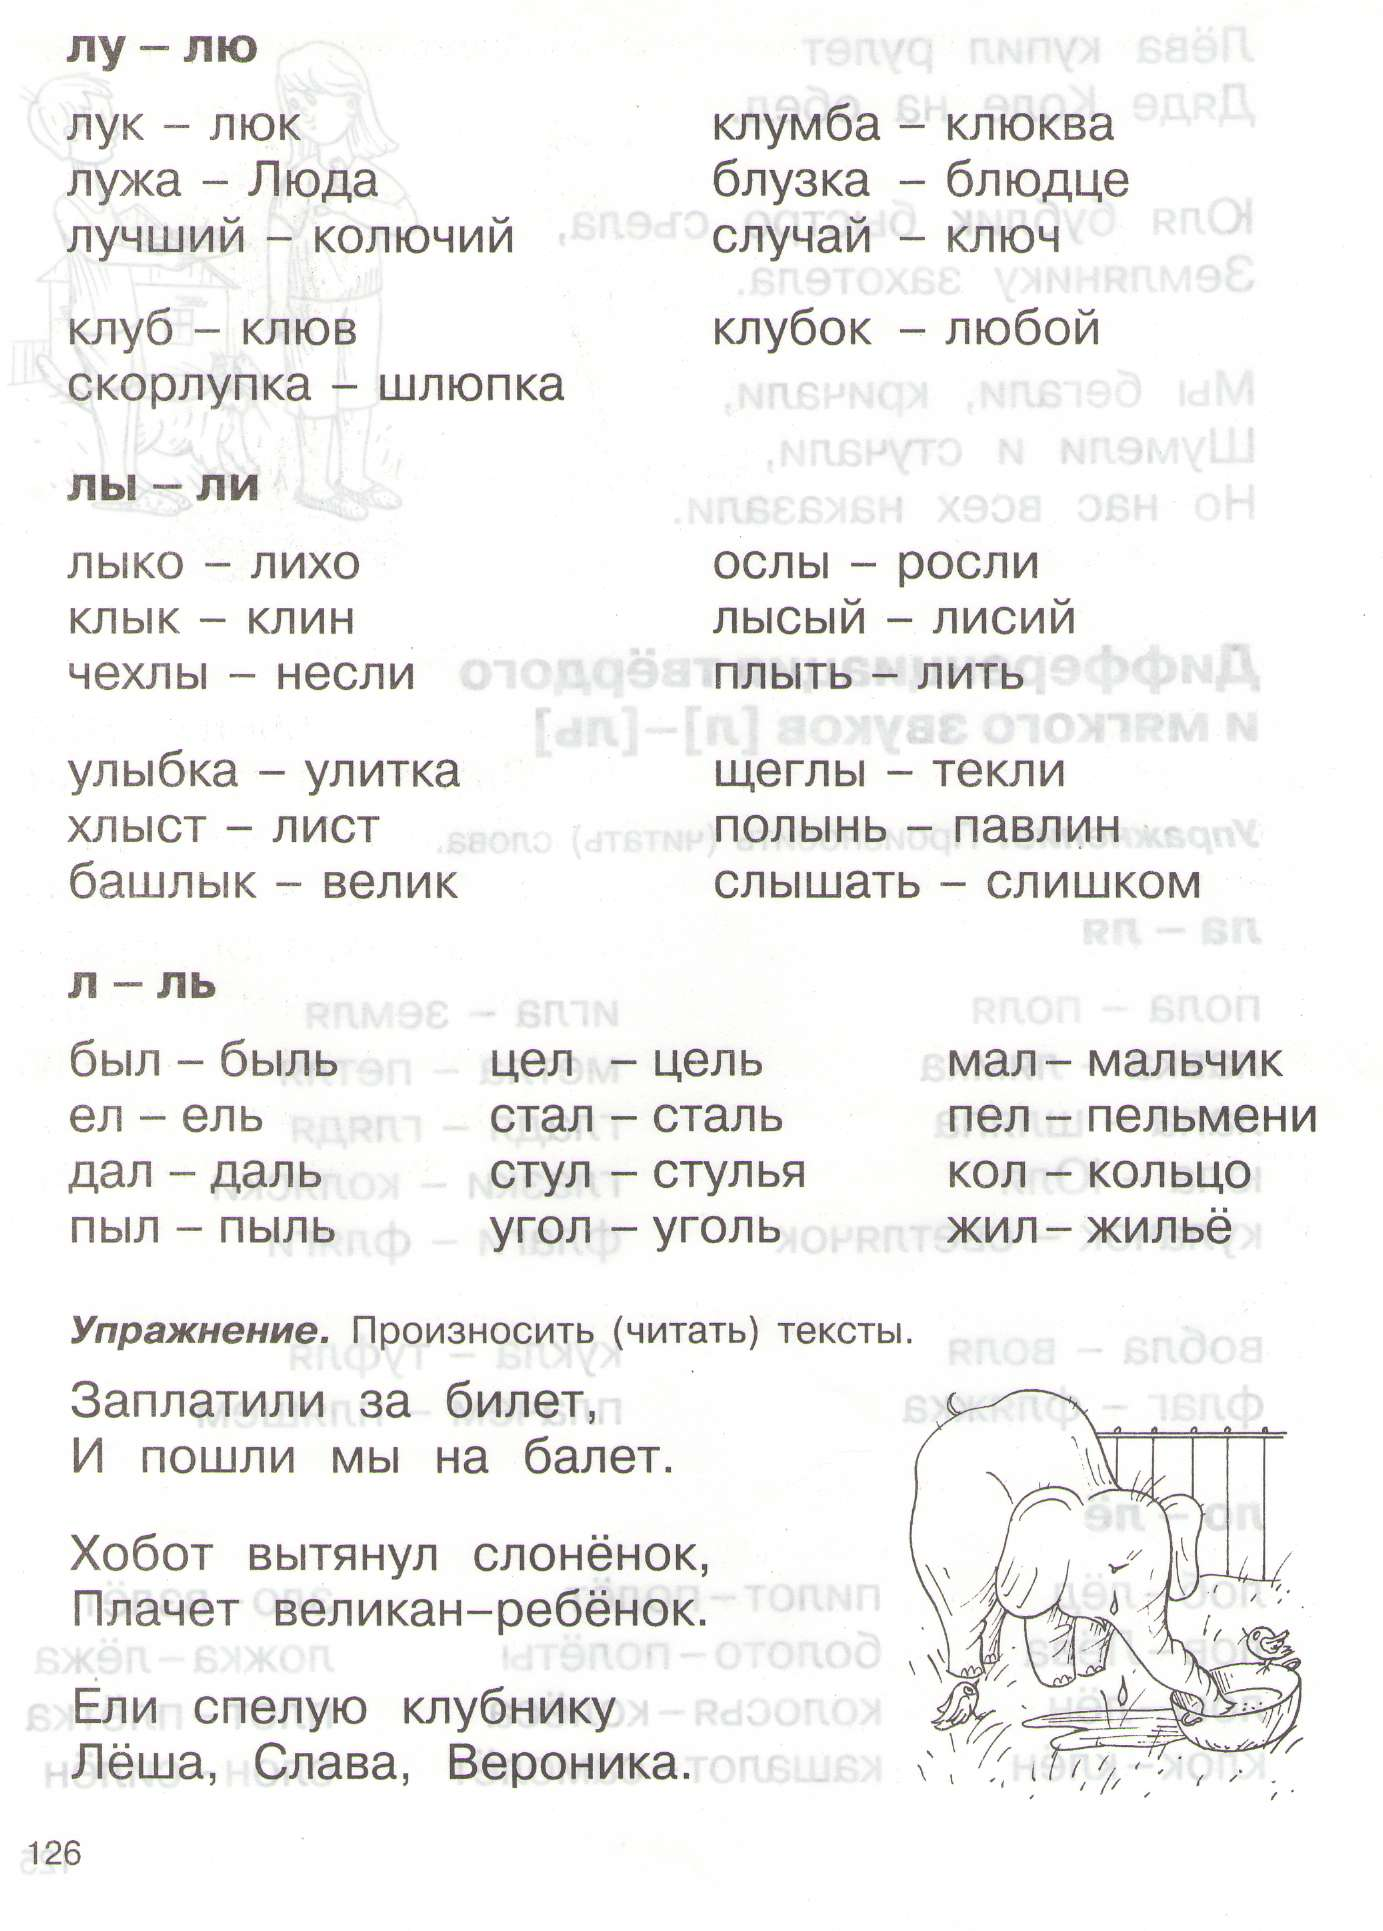 лу – лю
лук – люк
лужа – Люда
лучший – колючий
клумба – клюква
блузка – блюдце
случай – ключ
клуб – клюв
скорлупка – шлюпка
клубок – любой
лы – ли
лыко – лихо
клык – клин
чехлы – несли
ослы – росли
лысый – лисий
плыть – лить
улыбка – улитка
хлыст – лист
башлык – велик
щеглы – текли
полынь – павлин
слышать – слишком
л – ль
был – быль
ел – ель
дал – даль
пыл – пыль
цел – цель
стал – сталь
стул – стулья
угол – уголь
мал – мальчик
пел – пельмени
кол – кольцо
жил – жильё
Упражнение. Произносить (читать) тексты.
Заплатили за билет,
И пошли мы на балет.
Хобот вытянул слонёнок,
Плачет великан–ребёнок.
Ели спелую клубнику
Лёша, Слава, Вероника.
126